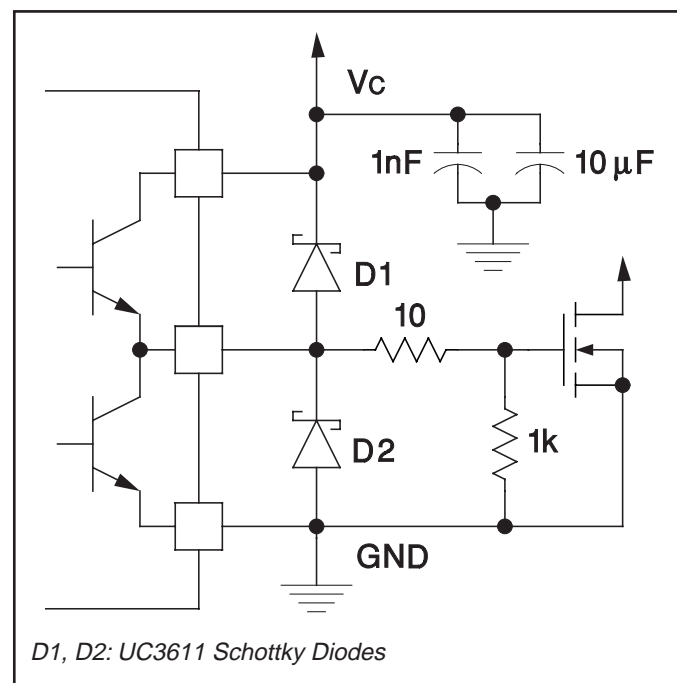 Vc
1nF
10 μF
D1
10
D2
1k
GND
D1, D2: UC3611 Schottky Diodes